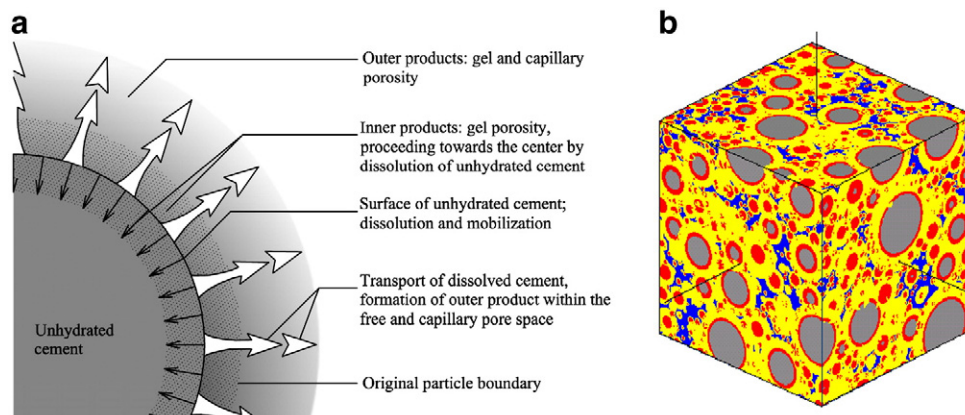 a
Outer products: gel and capillary
porosity
Inner products: gel porosity,
proceeding towards the center by
dissolution of unhydrated cement
Surface of unhydrated cement;
dissolution and mobilization
Transport of dissolved cement,
formation of outer product within the
free and capillary pore space
Unhydrated
cement
Original particle boundary
b